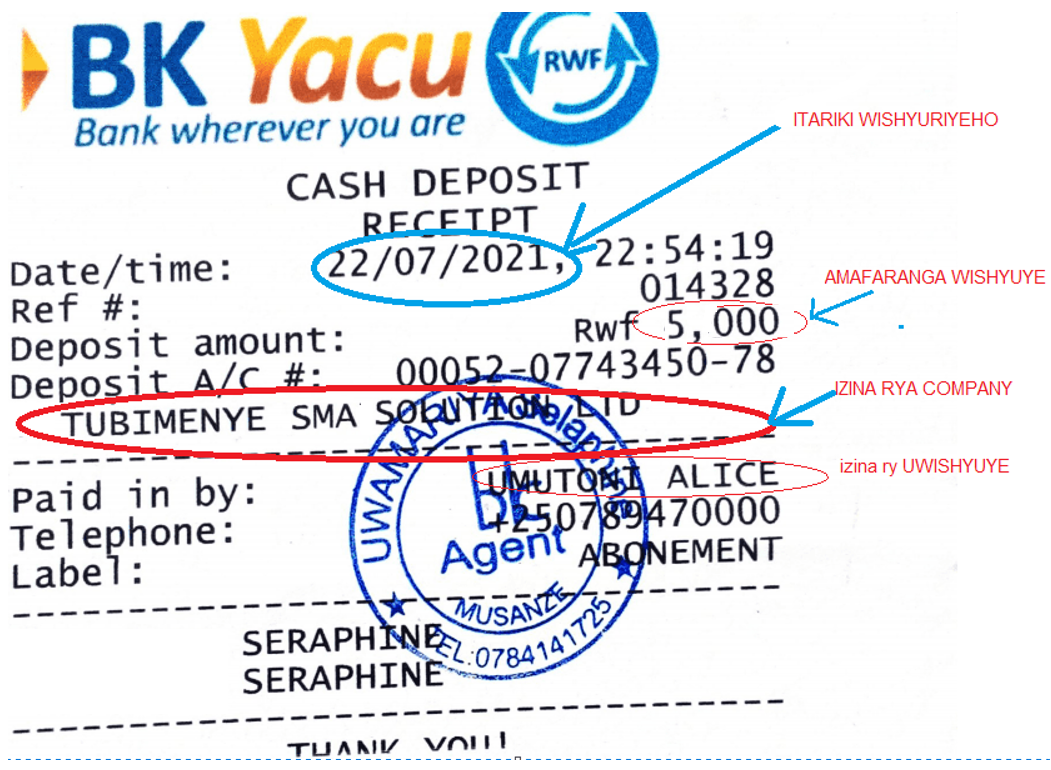 BK Yacu
RWF
Bank wherever you are
ITARIKI WISHYURIYEHO
CASH DEPOSIT
RECEIPT
Date/time: 22/07/2021, 22:54:19
Ref #: 014328
AMAFARANGA WISHYUYE
Deposit amount: Rwf 5,000
Deposit A/C #: 00052-07743450-78
IZINA RYA COMPANY
TUBIMENYE SMA SOLUTION LTD
izina ry UWISHYUYE
Paid in by: UMUTONI ALICE
Telephone: +250789470000
Label: ABONEMENT
UWAMARIYA
bk
Agent
MUSANZE
TEL:0784141725
SERAPHINE
SERAPHINE
THANK YOU!